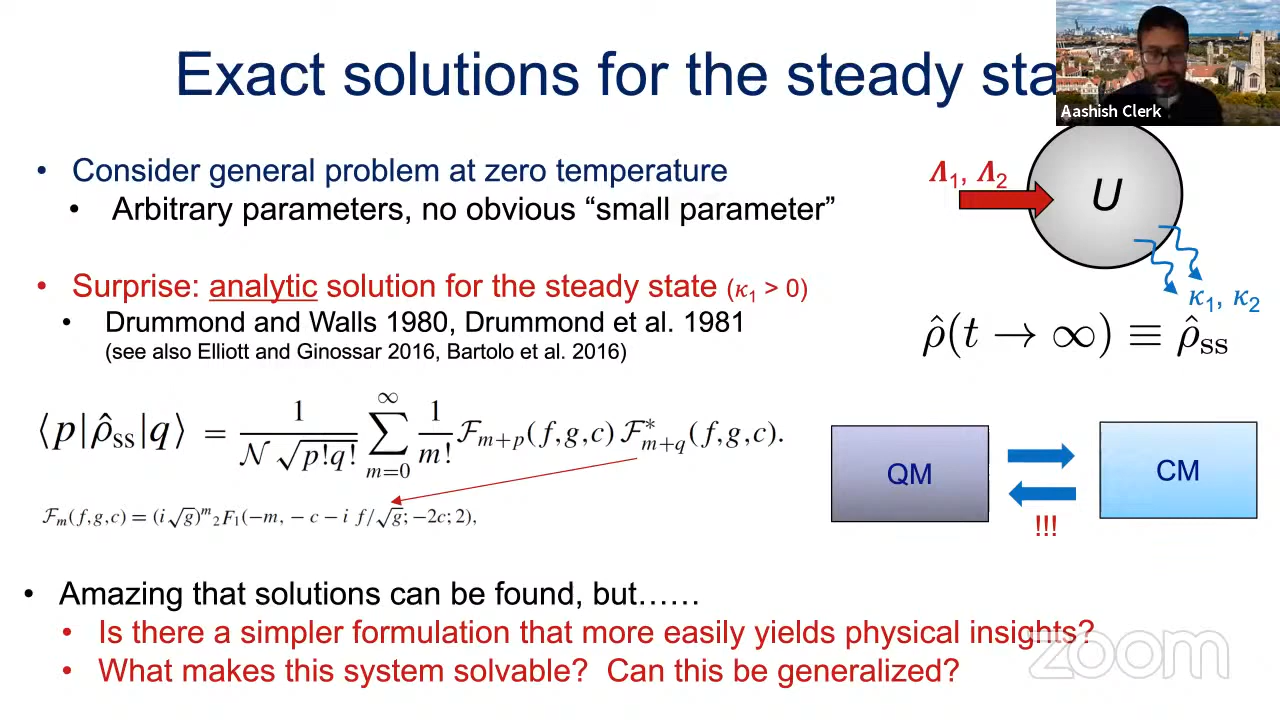 Exact solutions for the steady sta
Aashish Clerk
• Consider general problem at zero temperature
• Arbitrary parameters, no obvious “small parameter”
Λ1, Λ2
U
κ1, κ2
• Surprise: analytic solution for the steady state (κ1 > 0)
• Drummond and Walls 1980, Drummond et al. 1981
(see also Elliott and Ginossar 2016, Bartolo et al. 2016)
ρ̂(t → ∞) ≡ ρ̂ss
⟨p|ρ̂ss|q⟩ = 1/(𝒩 √(p!q!)) ∑_{m=0}^{∞} 1/m! ℱ_{m+p}(f,g,c) ℱ*_{m+q}(f,g,c).
ℱ_m(f,g,c) = (i√g)^m ₂F₁(−m, − c − i f/√g; −2c; 2),
QM
CM
!!!
• Amazing that solutions can be found, but……
• Is there a simpler formulation that more easily yields physical insights?
• What makes this system solvable? Can this be generalized?
zoom